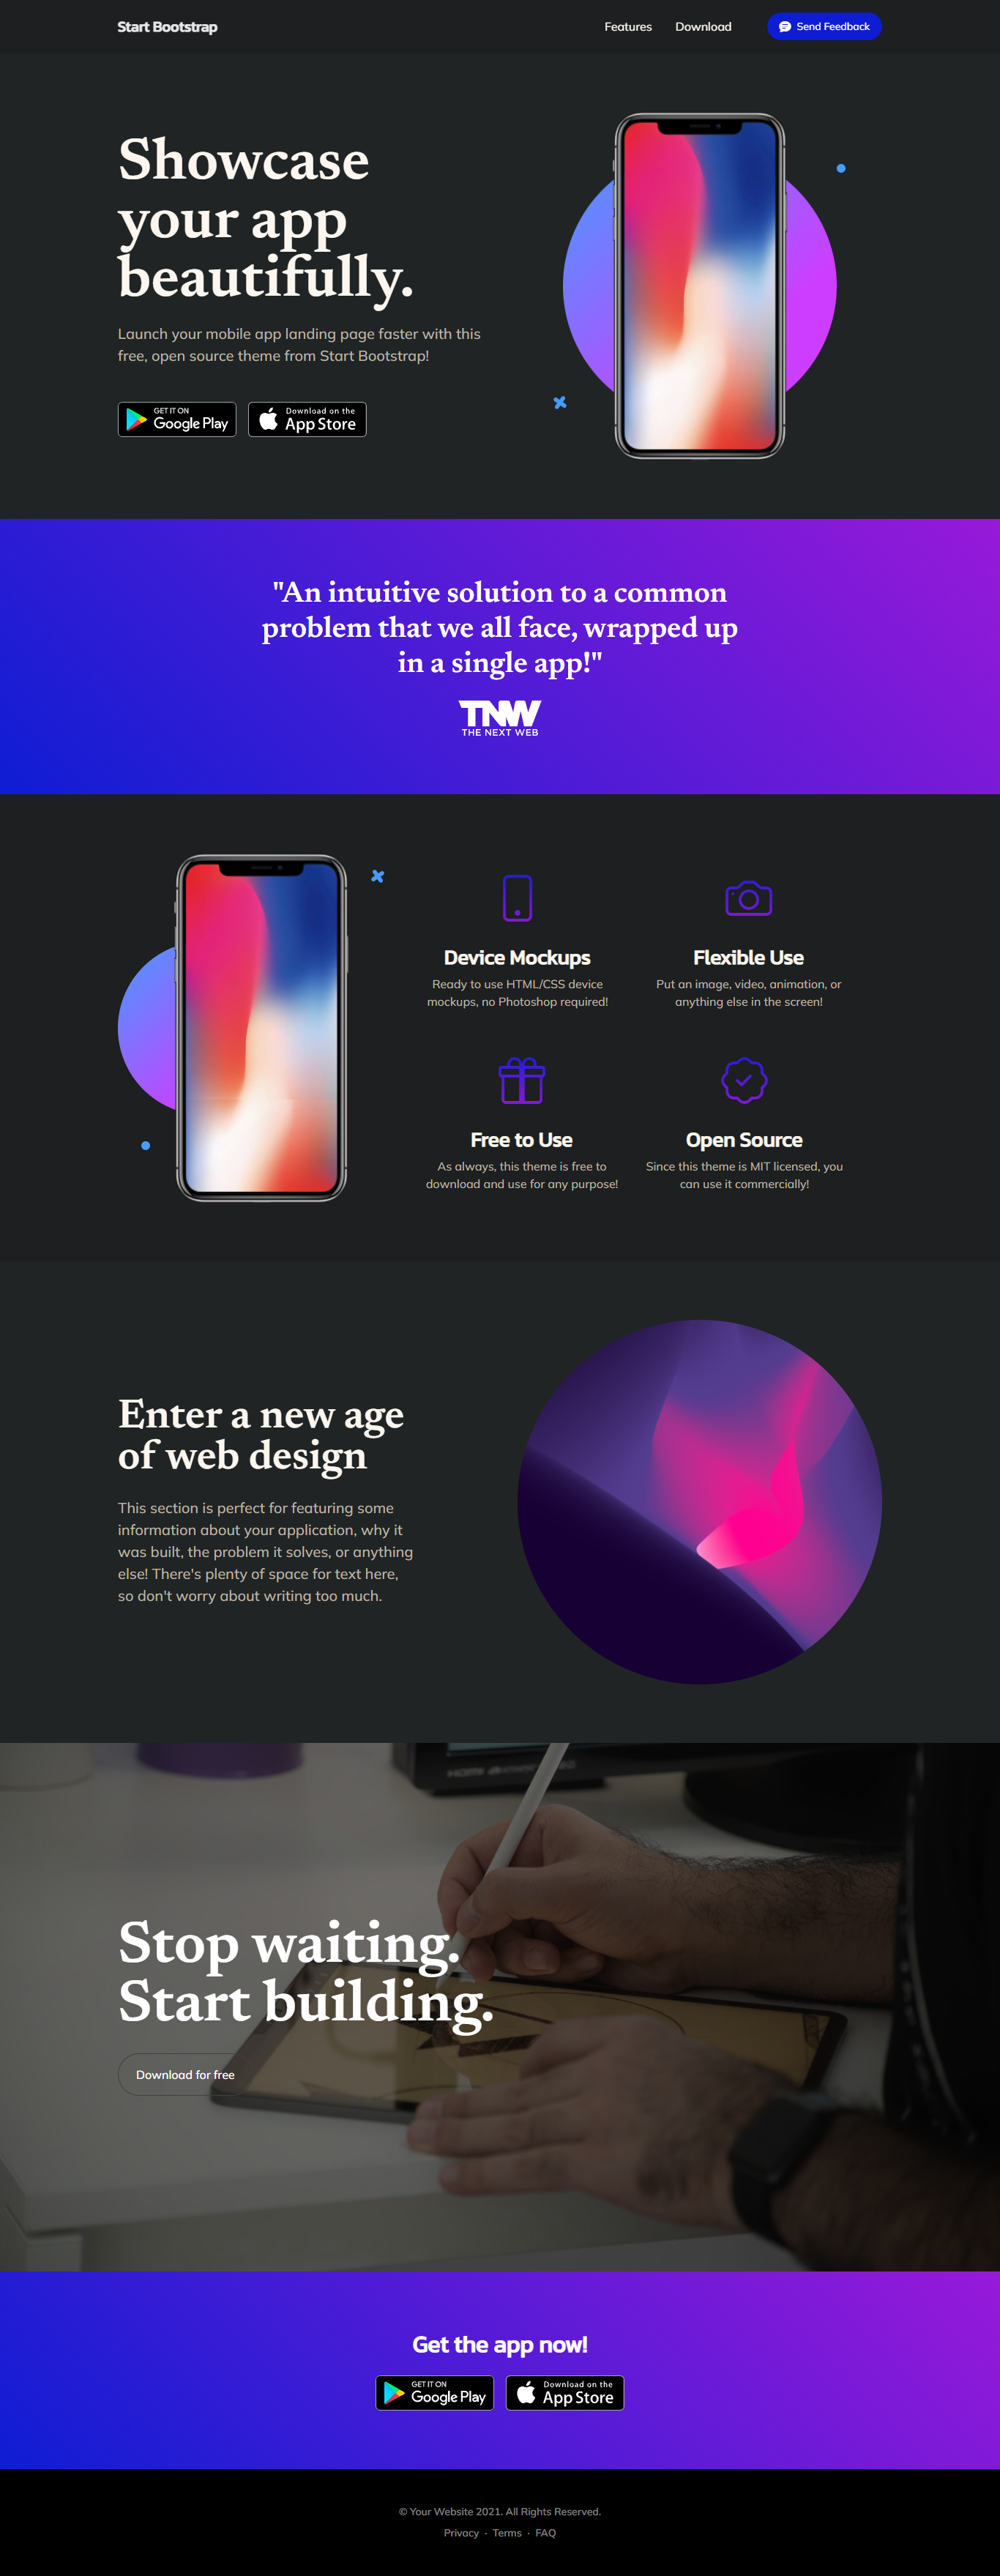 Start Bootstrap
Features
Download
Send Feedback
Showcase
your app
beautifully.
Launch your mobile app landing page faster with this
free, open source theme from Start Bootstrap!
GET IT ON
Google Play
Download on the
App Store
"An intuitive solution to a common
problem that we all face, wrapped up
in a single app!"
TNW
THE NEXT WEB
Device Mockups
Ready to use HTML/CSS device
mockups, no Photoshop required!
Flexible Use
Put an image, video, animation, or
anything else in the screen!
Free to Use
As always, this theme is free to
download and use for any purpose!
Open Source
Since this theme is MIT licensed, you
can use it commercially!
Enter a new age
of web design
This section is perfect for featuring some
information about your application, why it
was built, the problem it solves, or anything
else! There's plenty of space for text here,
so don't worry about writing too much.
Stop waiting.
Start building.
Download for free
Get the app now!
GET IT ON
Google Play
Download on the
App Store
© Your Website 2021. All Rights Reserved.
Privacy · Terms · FAQ